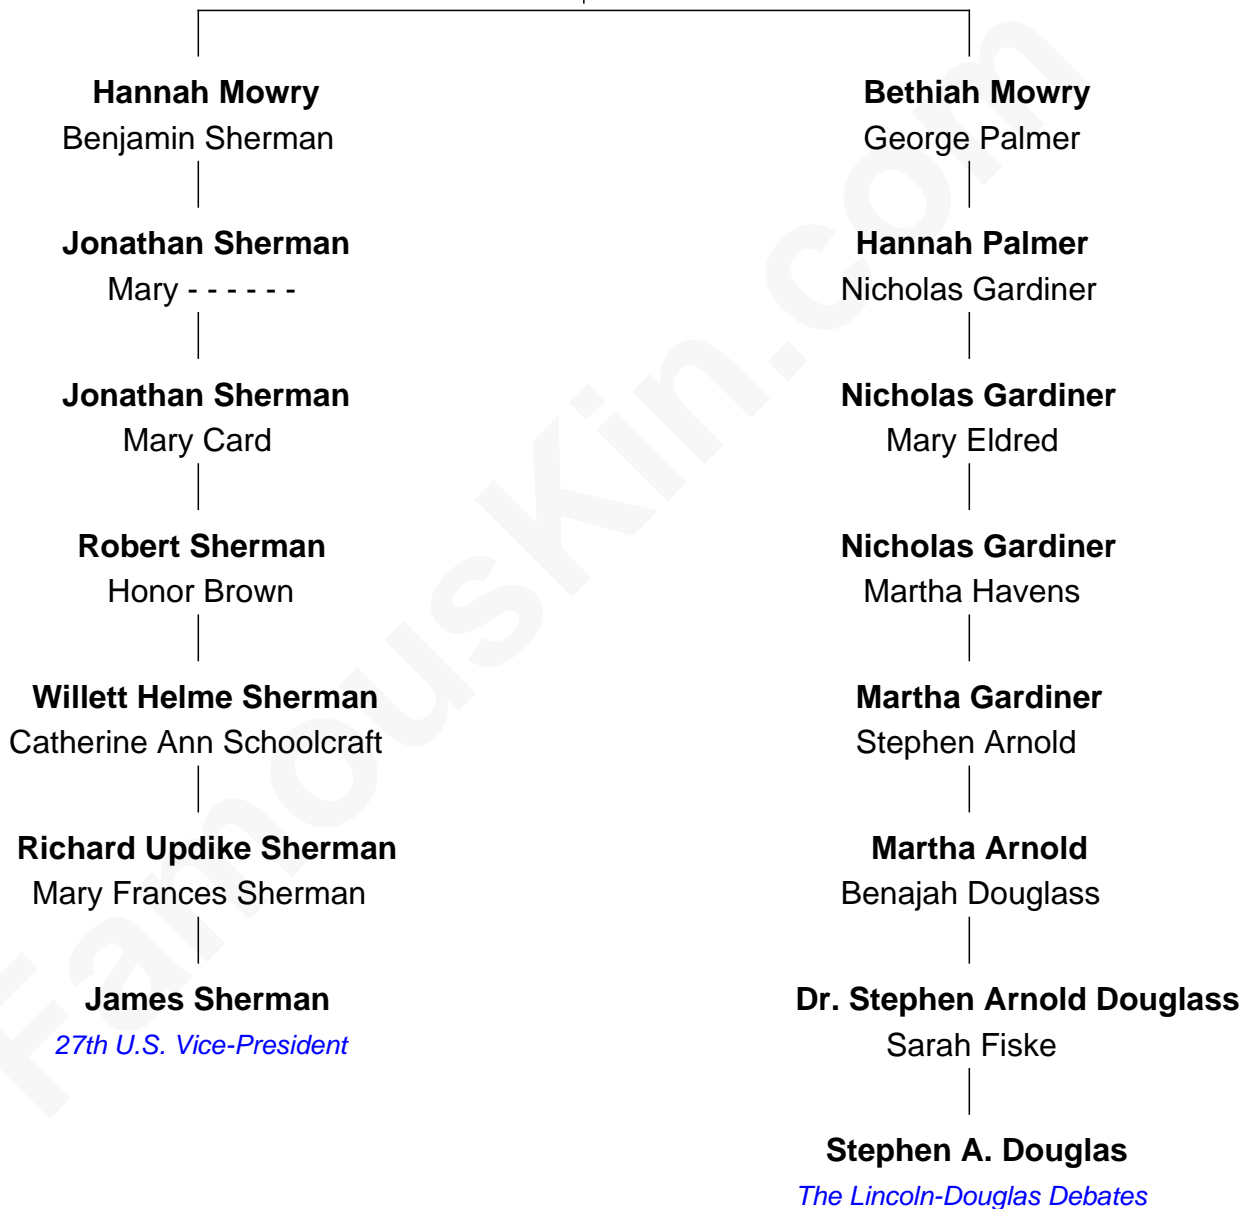 Hannah Mowry
Benjamin Sherman
Bethiah Mowry
George Palmer
Jonathan Sherman
Mary - - - - - -
Hannah Palmer
Nicholas Gardiner
Jonathan Sherman
Mary Card
Nicholas Gardiner
Mary Eldred
Robert Sherman
Honor Brown
Nicholas Gardiner
Martha Havens
Willett Helme Sherman
Catherine Ann Schoolcraft
Martha Gardiner
Stephen Arnold
Richard Updike Sherman
Mary Frances Sherman
Martha Arnold
Benajah Douglass
James Sherman
27th U.S. Vice-President
Dr. Stephen Arnold Douglass
Sarah Fiske
Stephen A. Douglas
The Lincoln-Douglas Debates
FamousKin.com